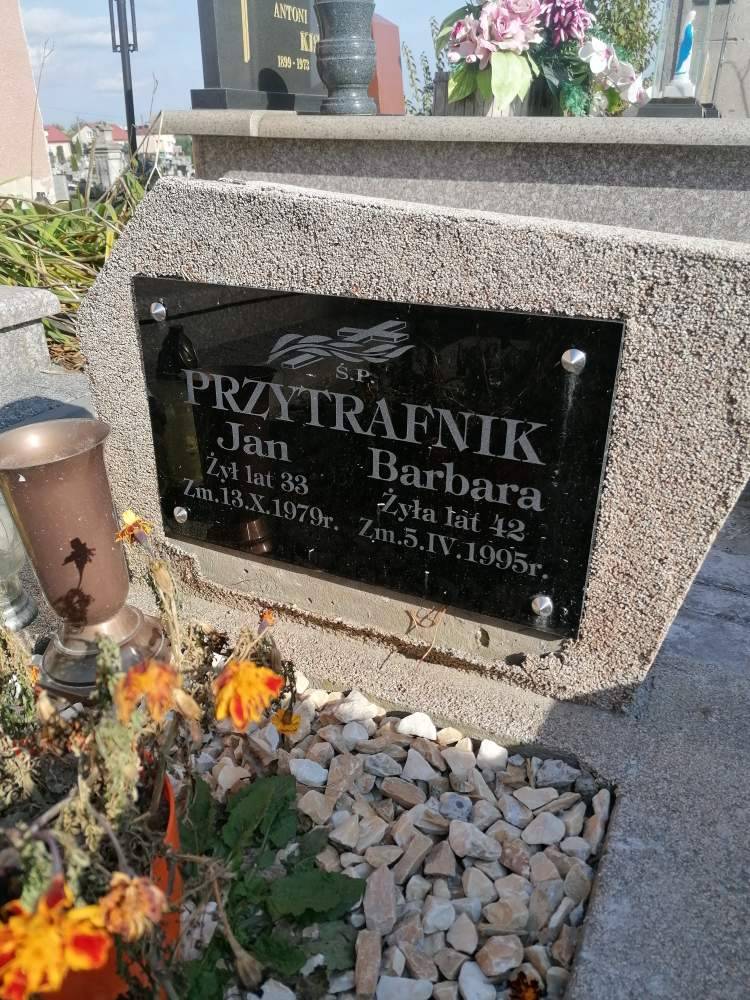 ANTONI
1899-1973
Ś.P.
PRZYTRAFNIK
Jan
Żył lat 33
Zm.13.X.1979r.
Barbara
Żyła lat 42
Zm.5.IV.1995r.